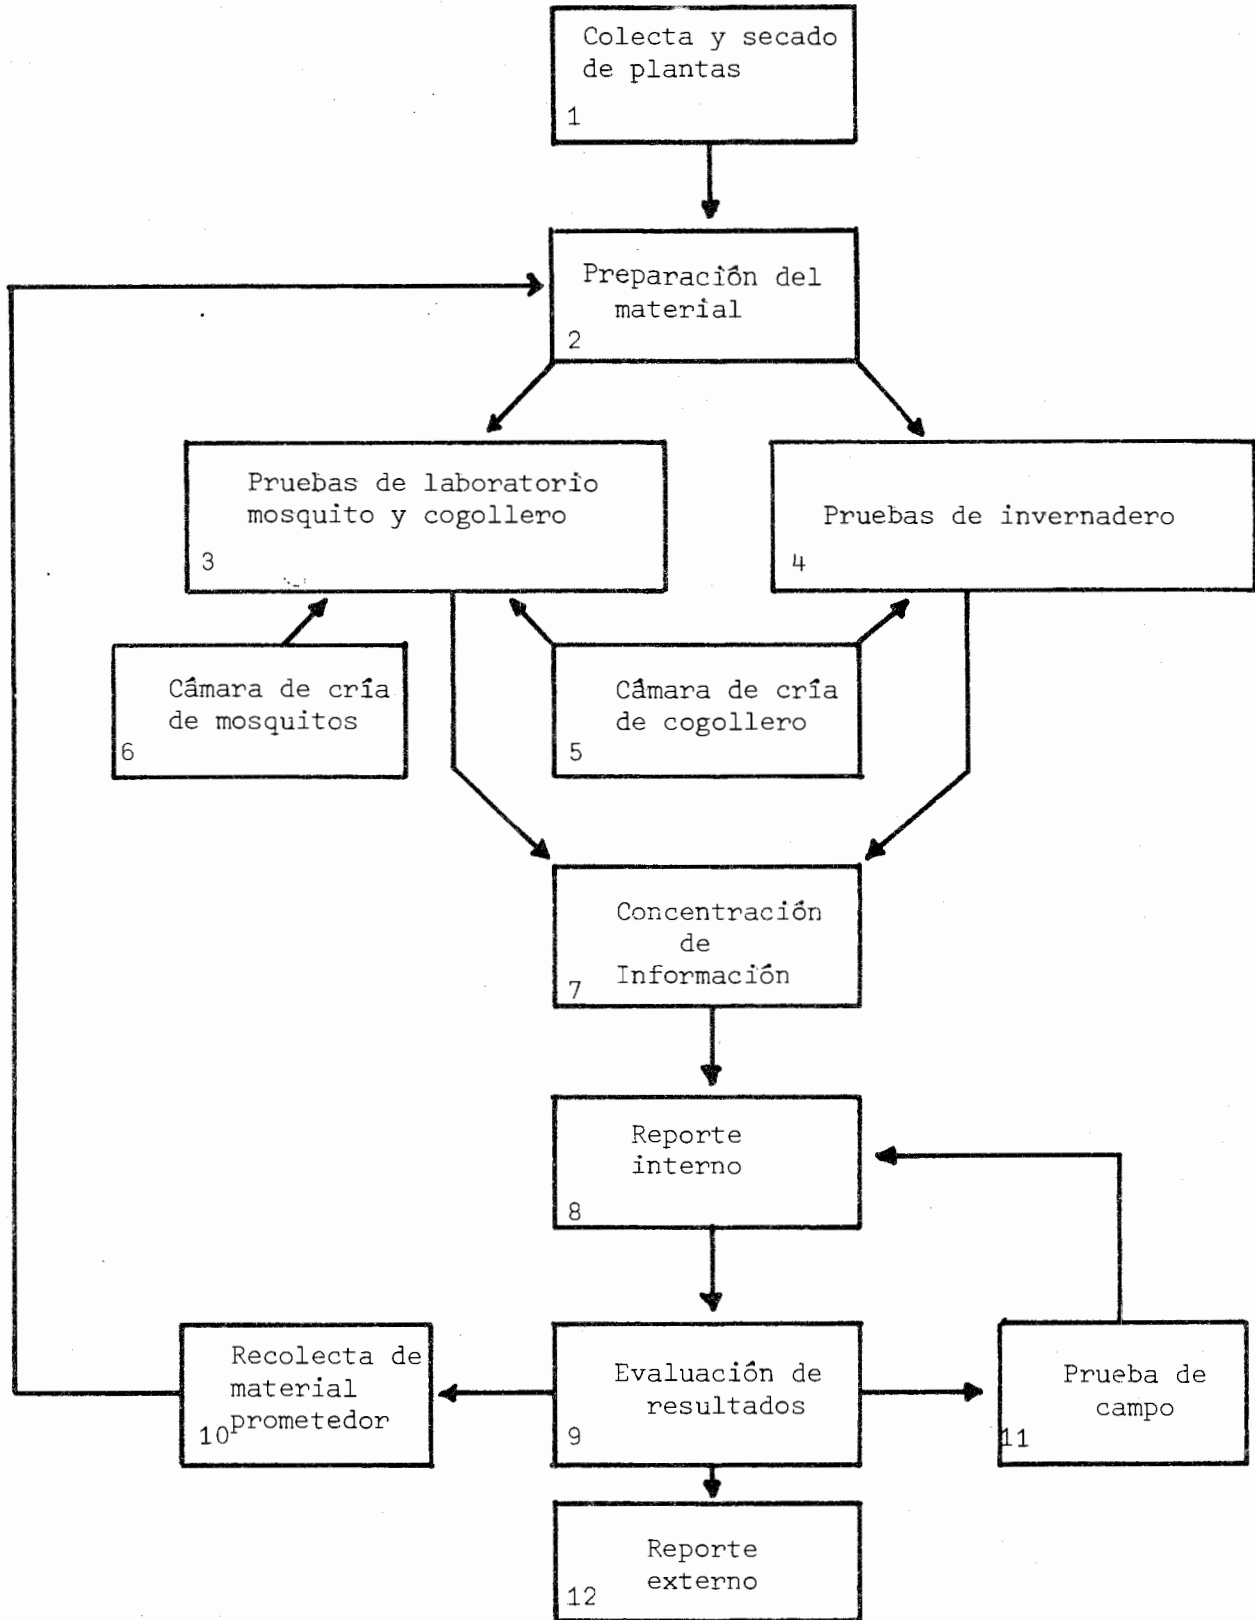 Colecta y secado
de plantas
1
Preparación del
material
2
Pruebas de laboratorio
mosquito y cogollero
3
Pruebas de invernadero
4
Cámara de cría
de mosquitos
6
Cámara de cría
de cogollero
5
Concentración
de
Información
7
Reporte
interno
8
Recolecta de
material
prometedor
10
Evaluación de
resultados
9
Prueba de
campo
11
Reporte
externo
12